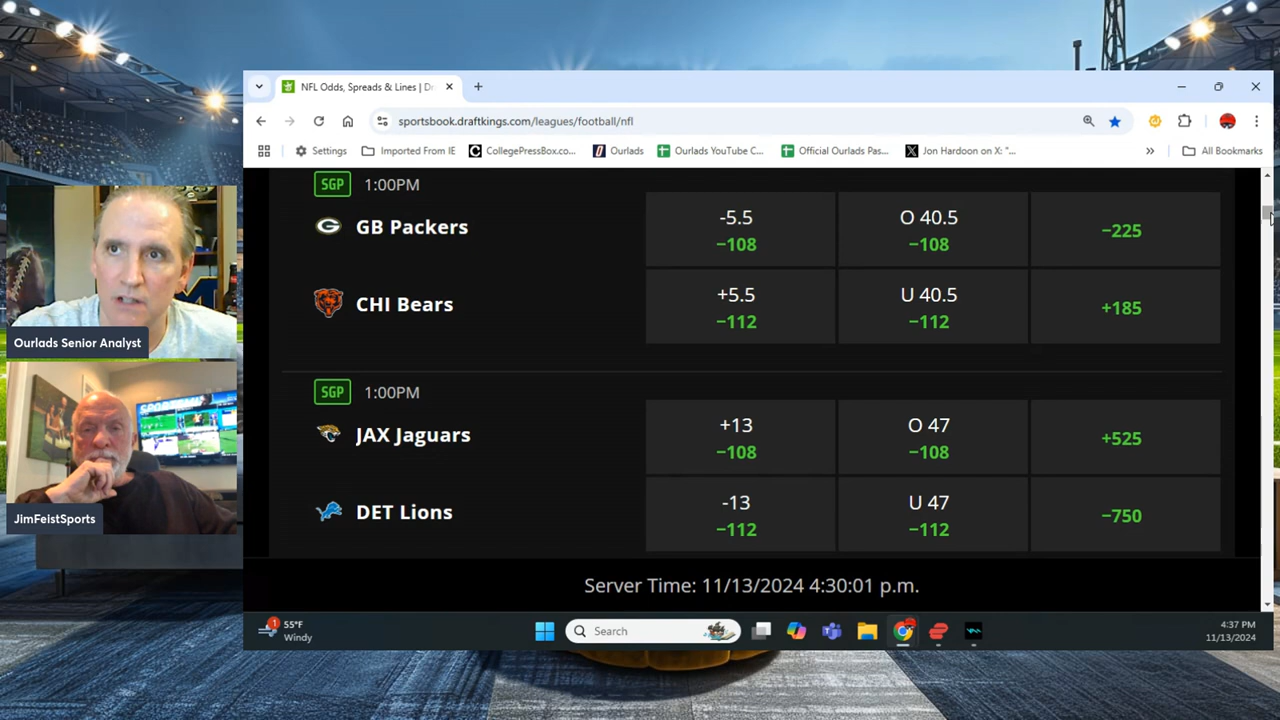 NFL Odds, Spreads & Lines | Dr
sportsbook.draftkings.com/leagues/football/nfl
Settings
Imported From IE
CollegePressBox.co...
Ourlads
Ourlads YouTube C...
Official Ourlads Pas...
Jon Hardoon on X: "...
»
All Bookmarks
SGP 1:00PM
GB Packers
-5.5
−108
O 40.5
−108
−225
CHI Bears
+5.5
−112
U 40.5
−112
+185
SGP 1:00PM
JAX Jaguars
+13
−108
O 47
−108
+525
DET Lions
-13
−112
U 47
−112
−750
Server Time: 11/13/2024 4:30:01 p.m.
Ourlads Senior Analyst
JimFeistSports
1
55°F
Windy
Search
4:37 PM
11/13/2024